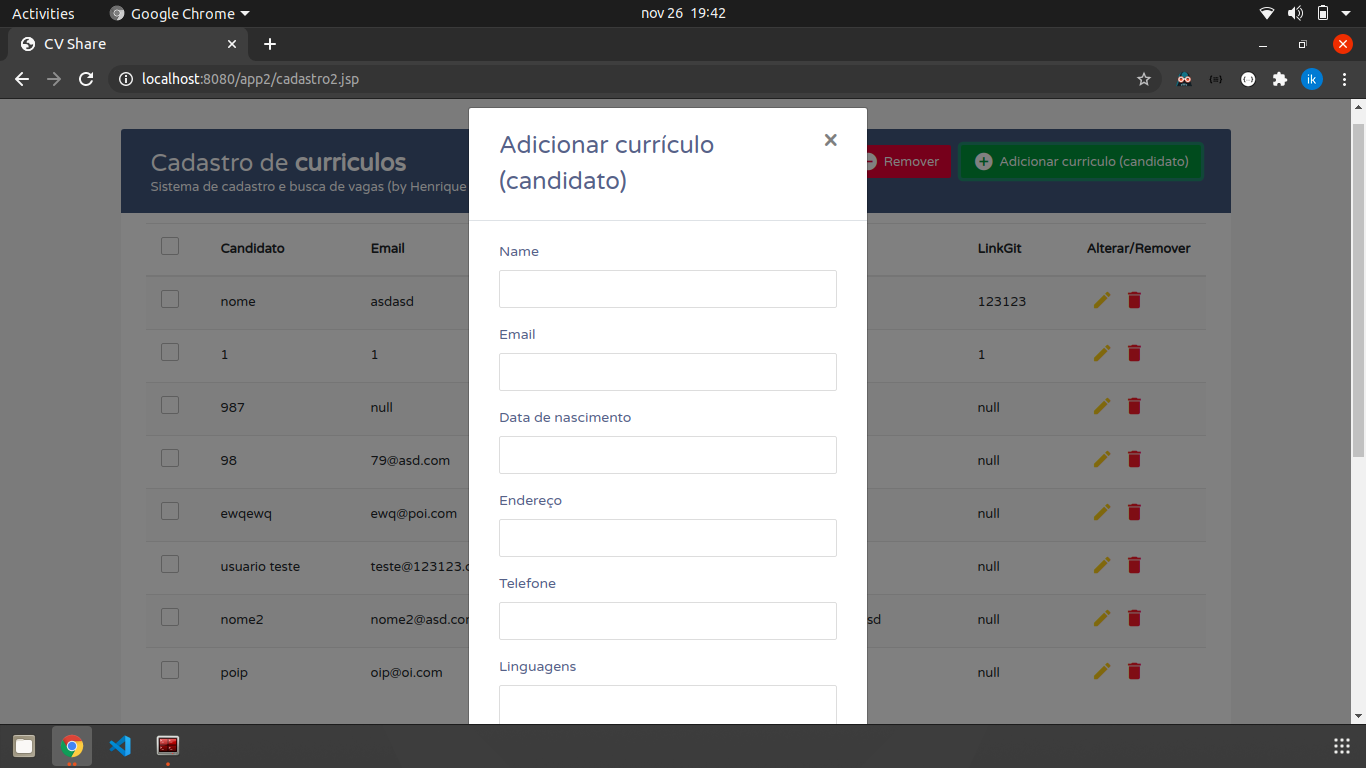 Activities Google Chrome nov 26 19:42
CV Share
localhost:8080/app2/cadastro2.jsp ik
Adicionar currículo
(candidato)
Cadastro de curriculos
Sistema de cadastro e busca de vagas (by Henrique
Remover
Adicionar curriculo (candidato)
Candidato Email LinkGit Alterar/Remover
nome asdasd 123123
1 1 1
987 null null
98 79@asd.com null
ewqewq ewq@poi.com null
usuario teste teste@123123. null
nome2 nome2@asd.co sd null
poip oip@oi.com null
Name
Email
Data de nascimento
Endereço
Telefone
Linguagens